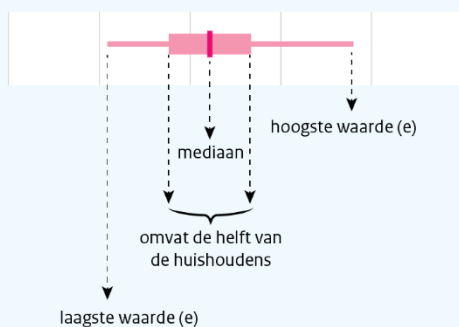 hoogste waarde (e)
mediaan
omvat de helft van
de huishoudens
laagste waarde (e)